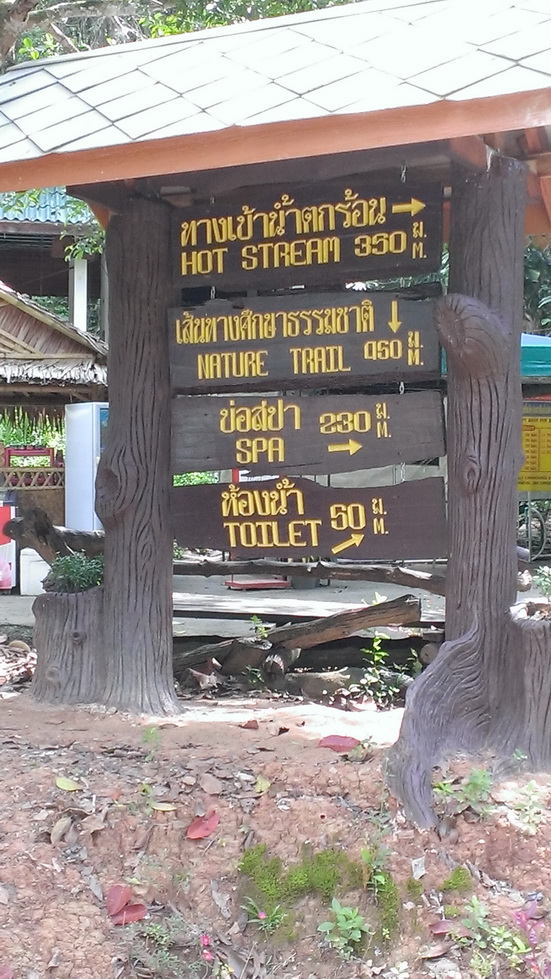 ทางเข้าน้ำตกร้อน →
HOT STREAM 350 ม.
M.
เส้นทางศึกษาธรรมชาติ ↓
NATURE TRAIL 950 ม.
M.
บ่อสปา 230 ม.
SPA → M.
ห้องน้ำ
TOILET 50 ม.
M.